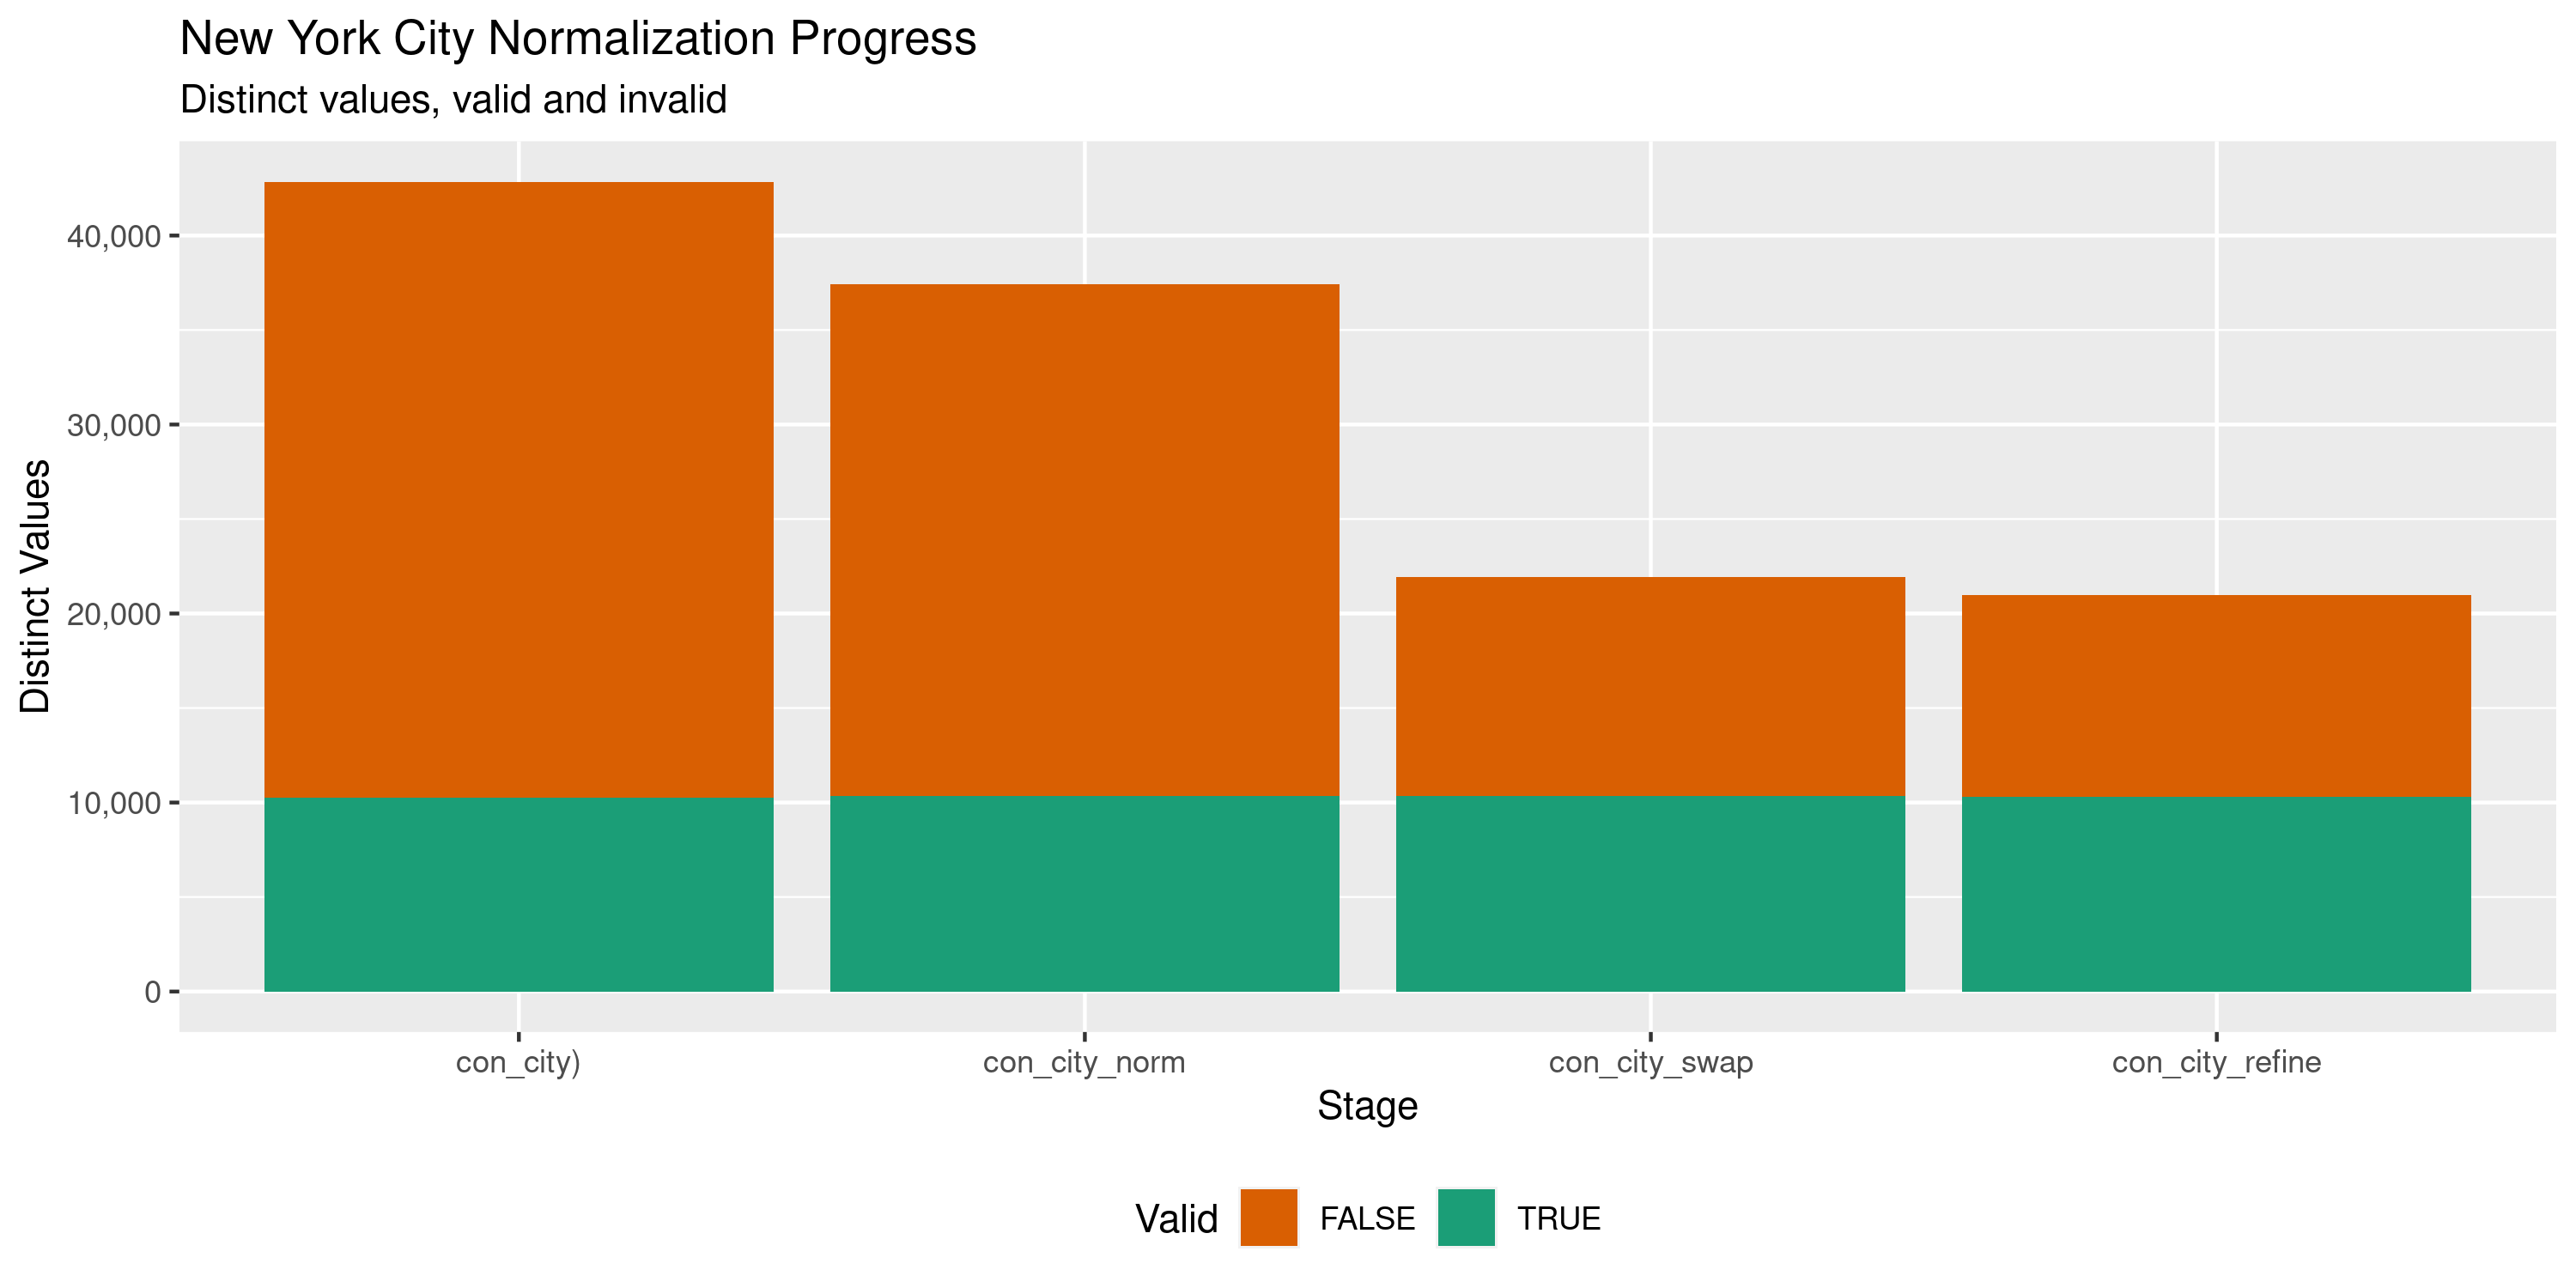 New York City Normalization Progress
Distinct values, valid and invalid
Distinct Values
40,000
30,000
20,000
10,000
0
con_city) con_city_norm con_city_swap con_city_refine
Stage
Valid FALSE TRUE